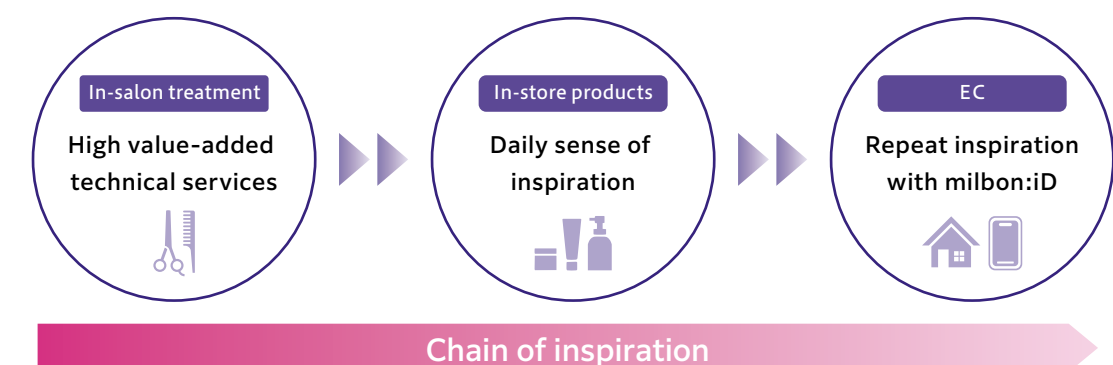 In-salon treatment
High value-added
technical services
In-store products
Daily sense of
inspiration
EC
Repeat inspiration
with milbon:iD
Chain of inspiration